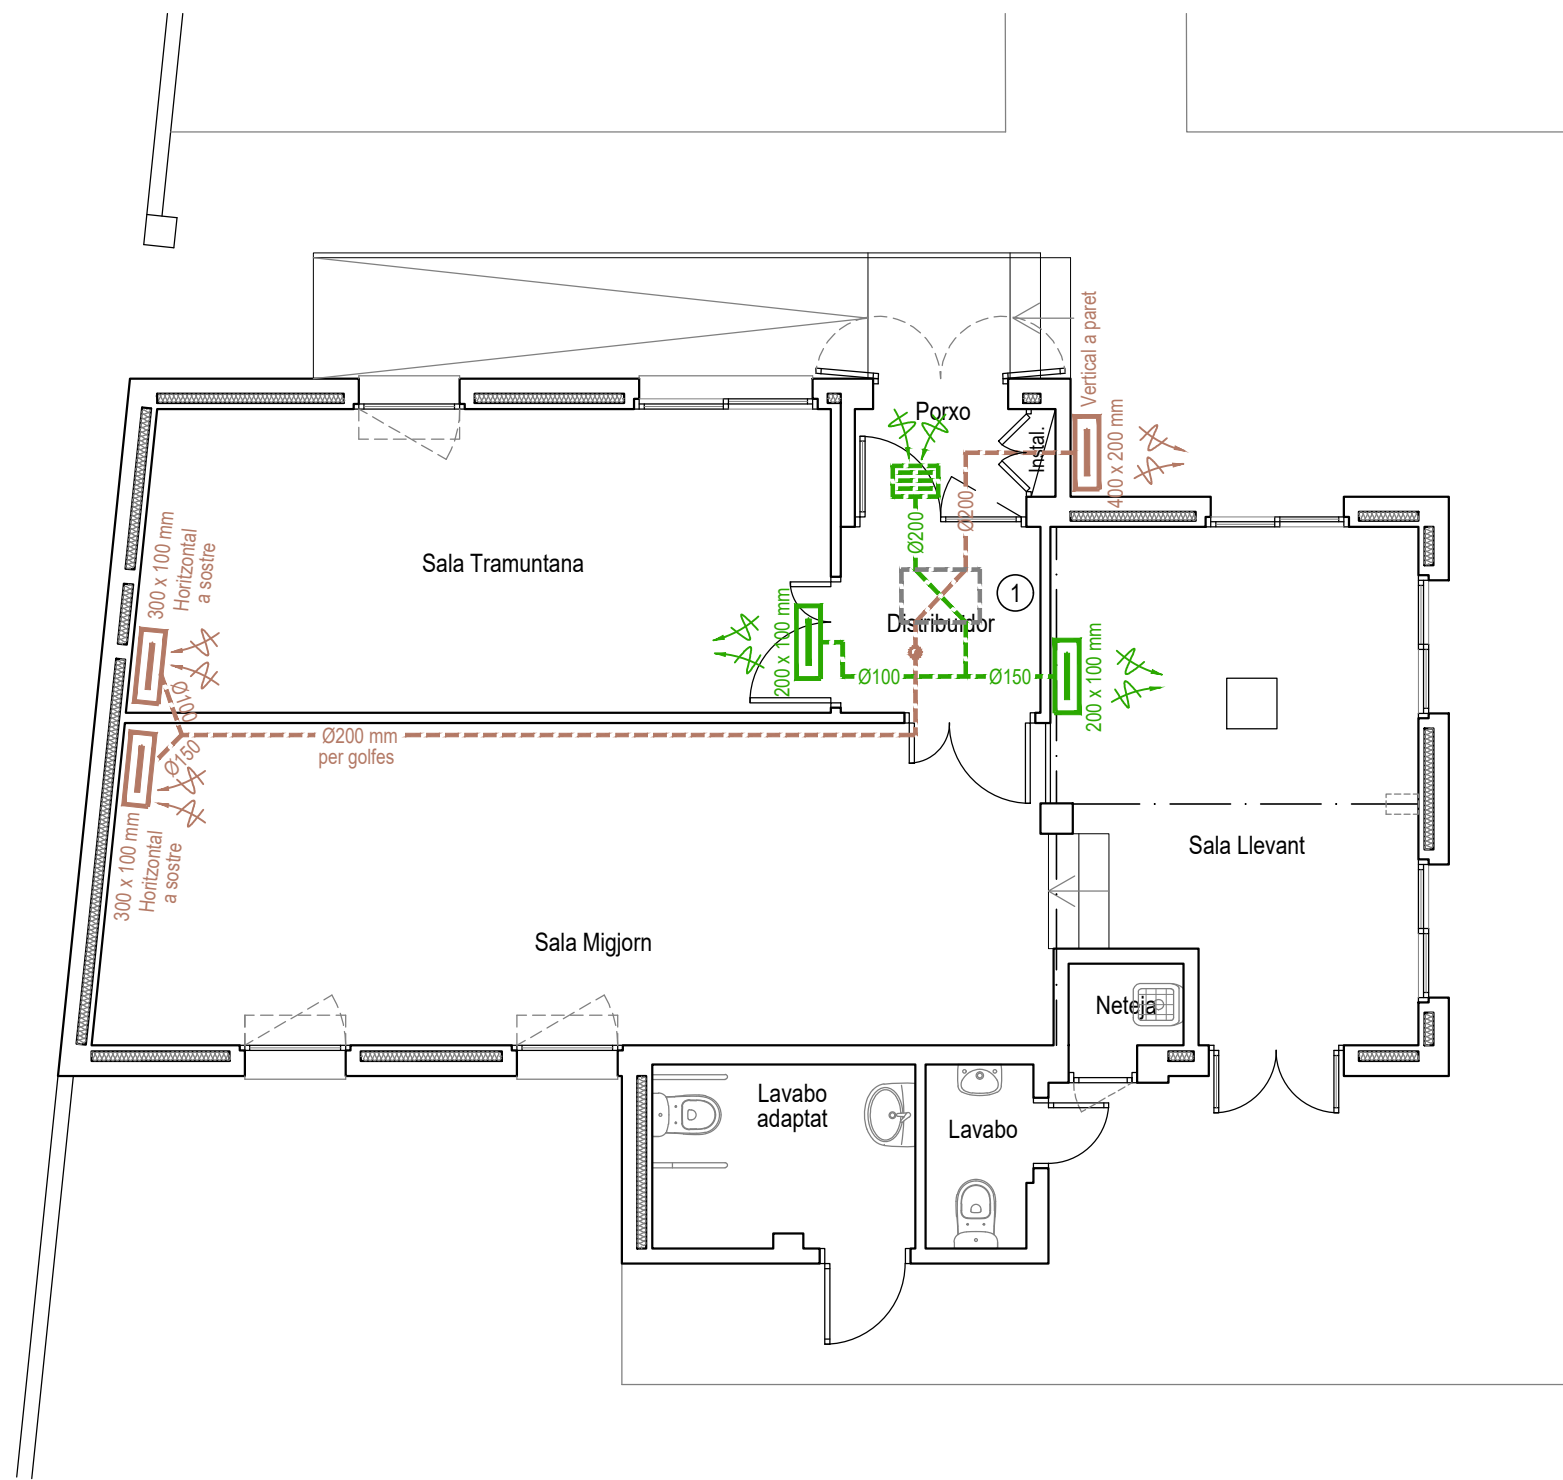 Vertical a paret
400 x 200 mm
Porxo
Instal.
Ø200
Ø200
Sala Tramuntana
300 x 100 mm
Horitzontal
a sostre
1
Distribuidor
200 x 100 mm
Ø100
Ø150
200 x 100 mm
Ø100
Ø150
Ø200 mm
per golfes
300 x 100 mm
Horitzontal
a sostre
Sala Llevant
Sala Migjorn
Neteja
Lavabo
adaptat
Lavabo